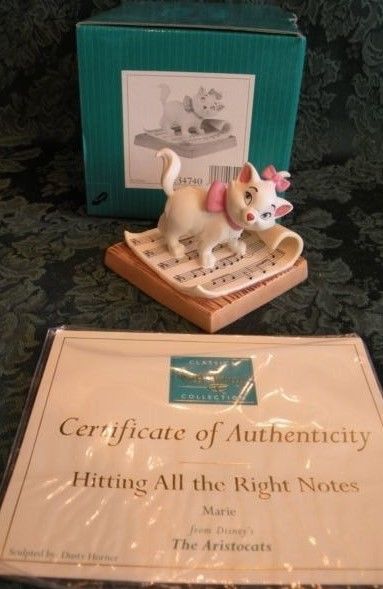 34740
CLASSICS
COLLECTION
Certificate of Authenticity
Hitting All the Right Notes
Marie
from Disney's
The Aristocats
Sculpted by: Dusty Horner